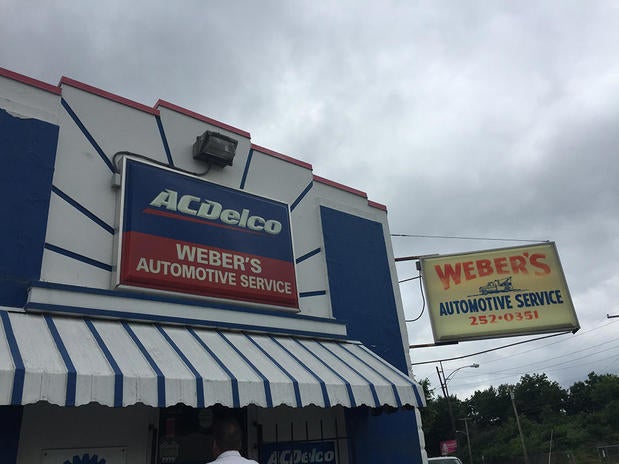 ACDelco
WEBER'S
AUTOMOTIVE SERVICE
WEBER'S
AUTOMOTIVE SERVICE
252-0351
ACDelco